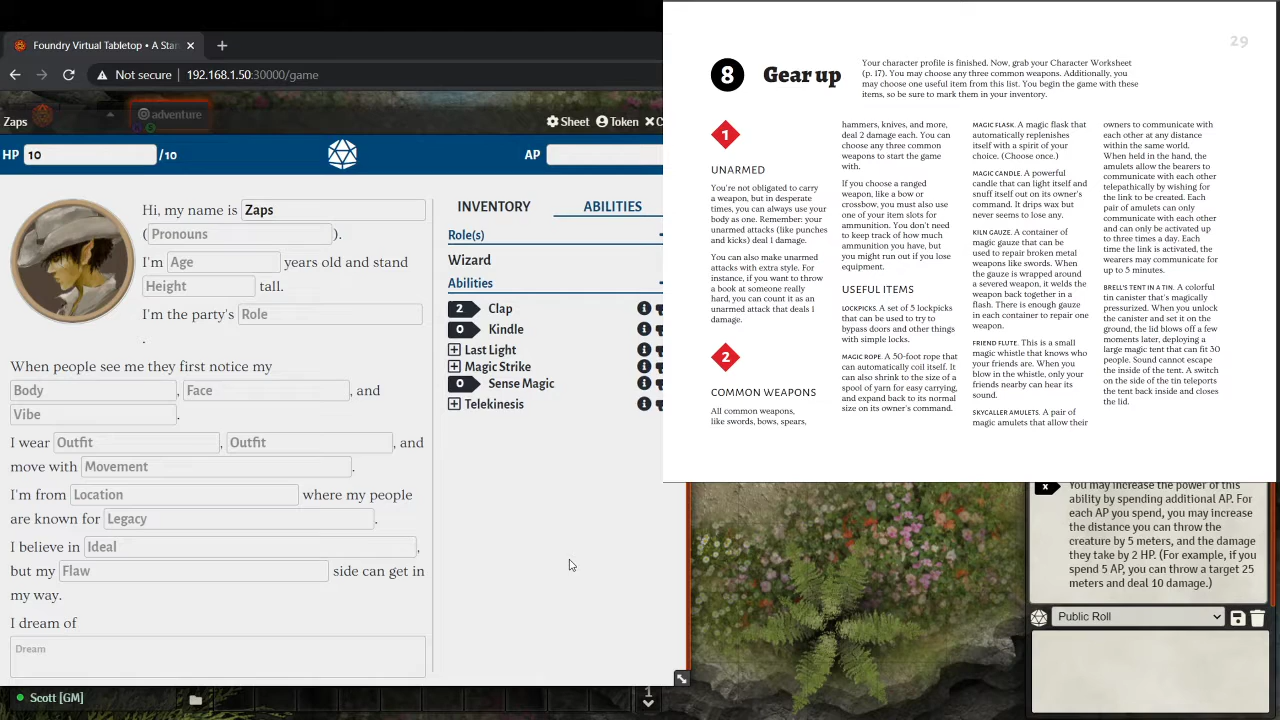 Foundry Virtual Tabletop • A Stan
:30000/game
Zaps
adventure
Token
HP 10 /10
AP
Hi, my name is Zaps
( Pronouns ).
I'm Age years old and stand
Height tall.
I'm the party's Role
.
When people see me they first notice my
Body , Face , and
Vibe .
I wear Outfit , Outfit , and
move with Movement .
I'm from Location where my people
are known for Legacy .
I believe in Ideal ,
but my Flaw side can get in
my way.
I dream of
Dream
INVENTORY
ABILITIES
Role(s)
Wizard
2 Clap
0 Kindle
Last Light
Magic Strike
0 Sense Magic
Telekinesis
29
8 Gear up
Your character profile is finished. Now, grab your Character Worksheet
(p. 17). You may choose any three common weapons. Additionally, you
may choose one useful item from this list. You begin the game with these
items, so be sure to mark them in your inventory.
1
UNARMED
You're not obligated to carry
a weapon, but in desperate
times, you can always use your
body as one. Remember: your
unarmed attacks (like punches
and kicks) deal 1 damage.
You can also make unarmed
attacks with extra style. For
instance, if you want to throw
a book at someone really
hard, you can count it as an
unarmed attack that deals 1
damage.
2
COMMON WEAPONS
All common weapons,
like swords, bows, spears,
hammers, knives, and more,
deal 2 damage each. You can
choose any three common
weapons to start the game
with.
If you choose a ranged
weapon, like a bow or
crossbow, you must also use
one of your item slots for
ammunition. You don't need
to keep track of how much
ammunition you have, but
you might run out if you lose
equipment.
USEFUL ITEMS
LOCKPICKS. A set of 5 lockpicks
that can be used to try to
bypass doors and other things
with simple locks.
MAGIC ROPE. A 50-foot rope that
can automatically coil itself. It
can also shrink to the size of a
spool of yarn for easy carrying,
and expand back to its normal
size on its owner's command.
MAGIC FLASK. A magic flask that
automatically replenishes
itself with a spirit of your
choice. (Choose once.)
MAGIC CANDLE. A powerful
candle that can light itself and
snuff itself out on its owner's
command. It drips wax but
never seems to lose any.
KILN GAUZE. A container of
magic gauze that can be
used to repair broken metal
weapons like swords. When
the gauze is wrapped around
a severed weapon, it welds the
weapon back together in a
flash. There is enough gauze
in each container to repair one
weapon.
FRIEND FLUTE. This is a small
magic whistle that knows who
your friends are. When you
blow in the whistle, only your
friends nearby can hear its
sound.
SKYCALLER AMULETS. A pair of
magic amulets that allow their
owners to communicate with
each other at any distance
within the same world.
When held in the hand, the
amulets allow the bearers to
communicate with each other
telepathically by wishing for
the link to be created. Each
pair of amulets can only
communicate with each other
and can only be activated up
to three times a day. Each
time the link is activated, the
wearers may communicate for
up to 5 minutes.
BRELL'S TENT IN A TIN. A colorful
tin canister that's magically
pressurized. When you unlock
the canister and set it on the
ground, the lid blows off a few
moments later, deploying a
large magic tent that can fit 30
people. Sound cannot escape
the inside of the tent. A switch
on the side of the tin teleports
the tent back inside and closes
the lid.
x You may increase the power of this
ability by spending additional AP. For
each AP you spend, you may increase
the distance you can throw the
creature by 5 meters, and the damage
they take by 2 HP. (For example, if you
spend 5 AP, you can throw a target 25
meters and deal 10 damage.)
Public Roll
Scott [GM]
1